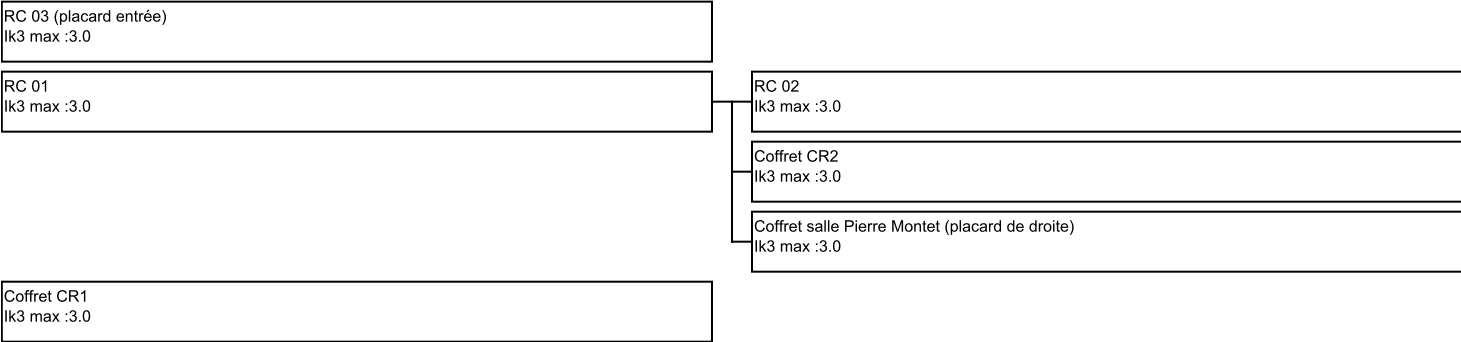 RC 03 (placard entrée)
Ik3 max :3.0
RC 01
Ik3 max :3.0
RC 02
Ik3 max :3.0
Coffret CR2
Ik3 max :3.0
Coffret salle Pierre Montet (placard de droite)
Ik3 max :3.0
Coffret CR1
Ik3 max :3.0